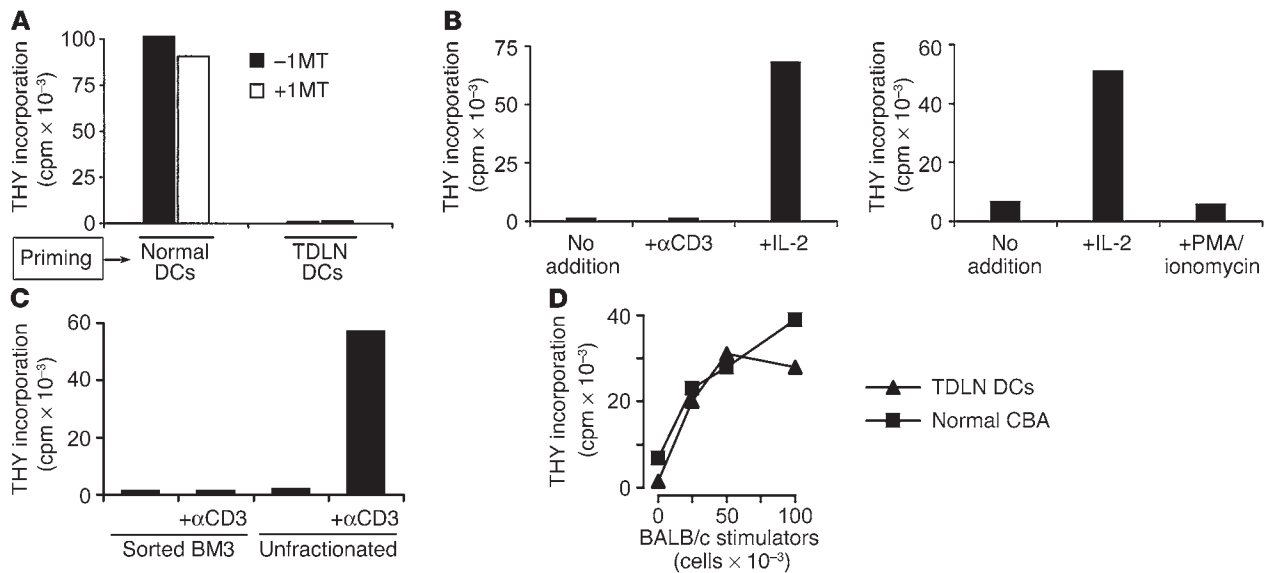 A
THY incorporation
(cpm × 10–3)
100
75
50
25
0
–1MT
+1MT
Priming
Normal
DCs
TDLN
DCs
B
THY incorporation
(cpm × 10–3)
75
50
25
0
No
addition
+αCD3
+IL-2
THY incorporation
(cpm × 10–3)
60
40
20
0
No
addition
+IL-2
+PMA/
ionomycin
C
THY incorporation
(cpm × 10–3)
60
40
20
0
+αCD3
+αCD3
Sorted BM3
Unfractionated
D
THY incorporation
(cpm × 10–3)
40
20
0
0
50
100
BALB/c stimulators
(cells × 10–3)
TDLN DCs
Normal CBA